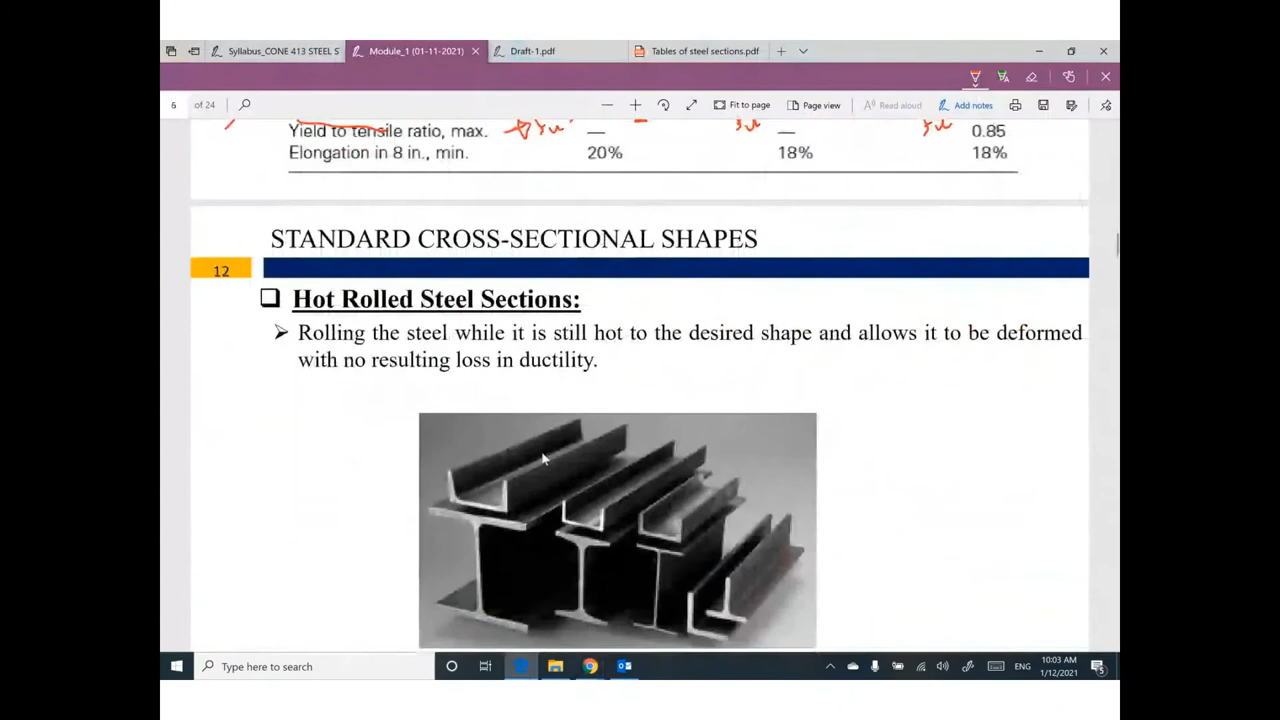 Syllabus_CONE 413 STEEL S
Module_1 (01-11-2021)
Draft-1.pdf
Tables of steel sections.pdf
6 of 24
Fit to page
Page view
Read aloud
Add notes
Yield to tensile ratio, max. — — 0.85
Elongation in 8 in., min. 20% 18% 18%
STANDARD CROSS-SECTIONAL SHAPES
12
Hot Rolled Steel Sections:
Rolling the steel while it is still hot to the desired shape and allows it to be deformed
with no resulting loss in ductility.
Type here to search
ENG
10:03 AM
1/12/2021
5